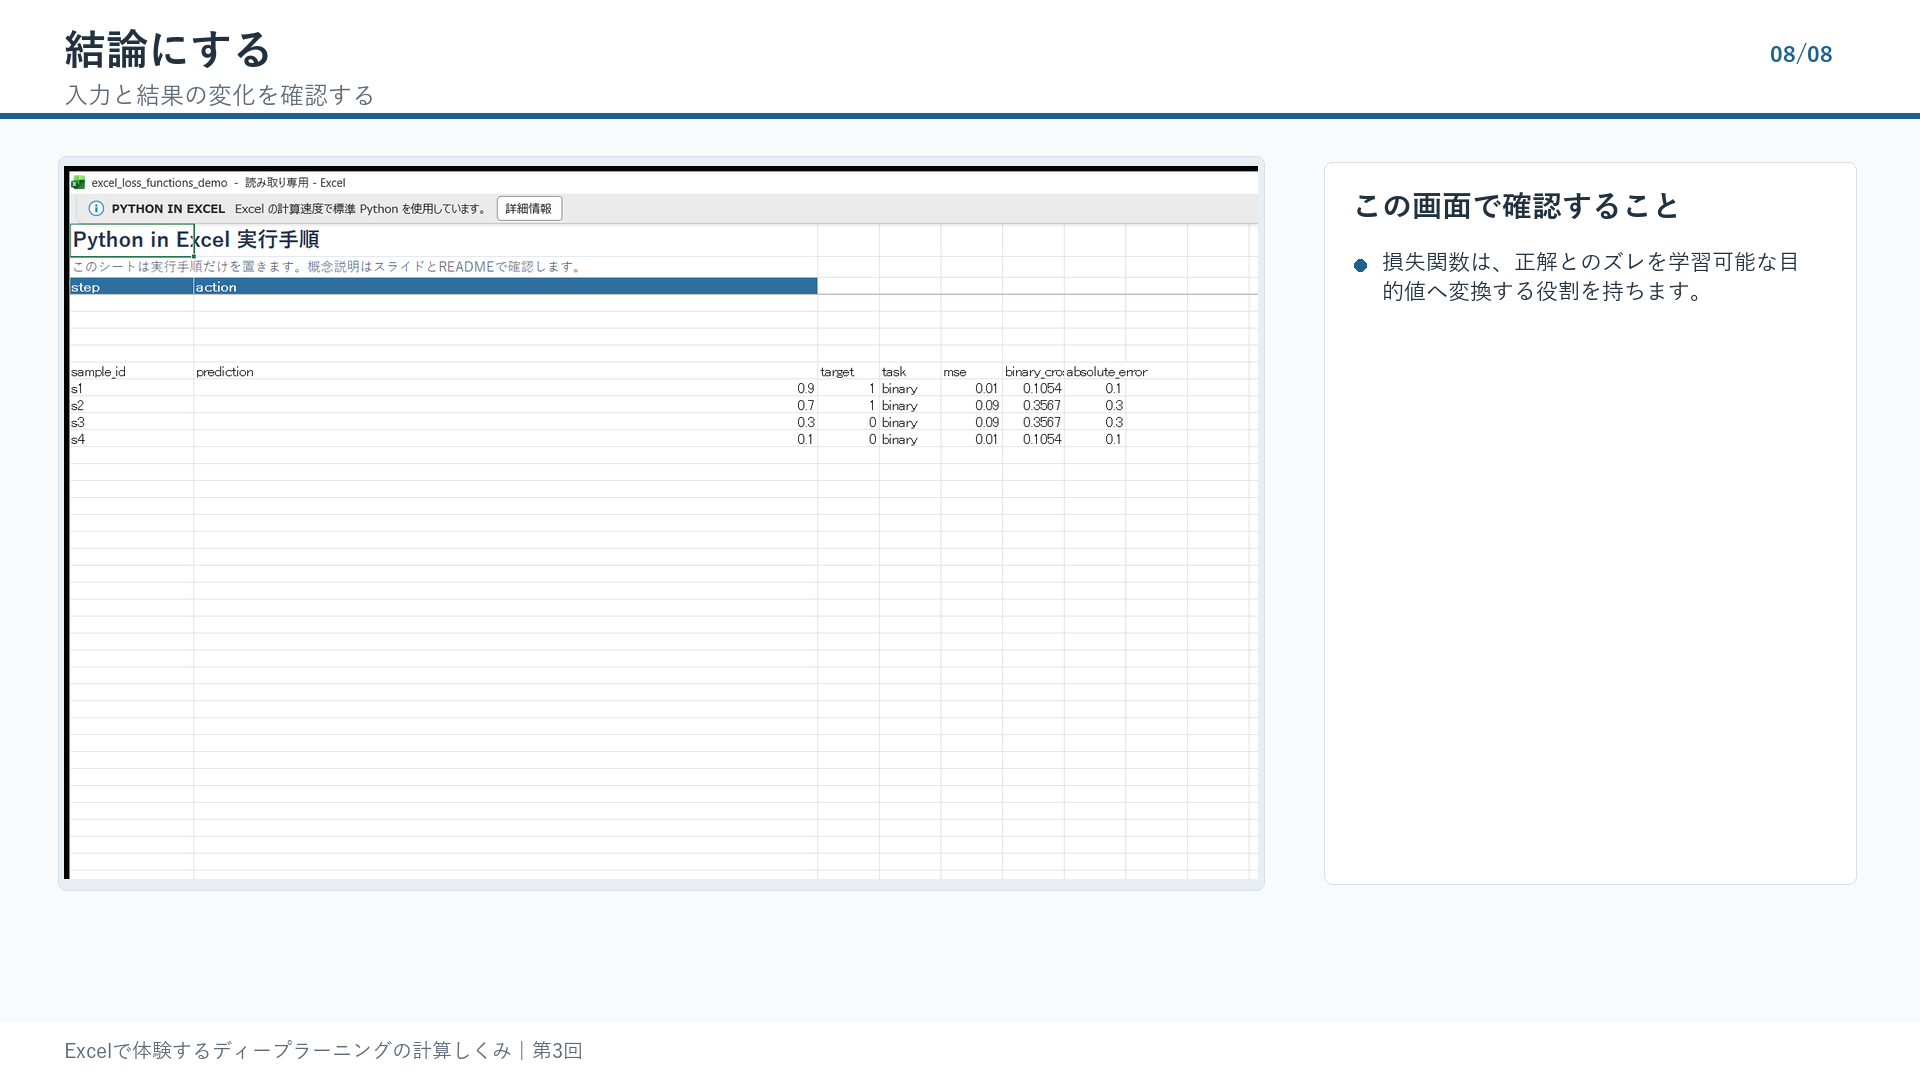 結論にする
08/08
入力と結果の変化を確認する
excel_loss_functions_demo - 読み取り専用 - Excel
PYTHON IN EXCEL Excel の計算速度で標準 Python を使用しています。 詳細情報
Python in Excel 実行手順
このシートは実行手順だけを置きます。概念説明はスライドとREADMEで確認します。
step action
sample_id prediction target task mse binary_cro absolute_error
s1 0.9 1 binary 0.01 0.1054 0.1
s2 0.7 1 binary 0.09 0.3567 0.3
s3 0.3 0 binary 0.09 0.3567 0.3
s4 0.1 0 binary 0.01 0.1054 0.1
この画面で確認すること
損失関数は、正解とのズレを学習可能な目
的値へ変換する役割を持ちます。
Excelで体験するディープラーニングの計算しくみ｜第3回